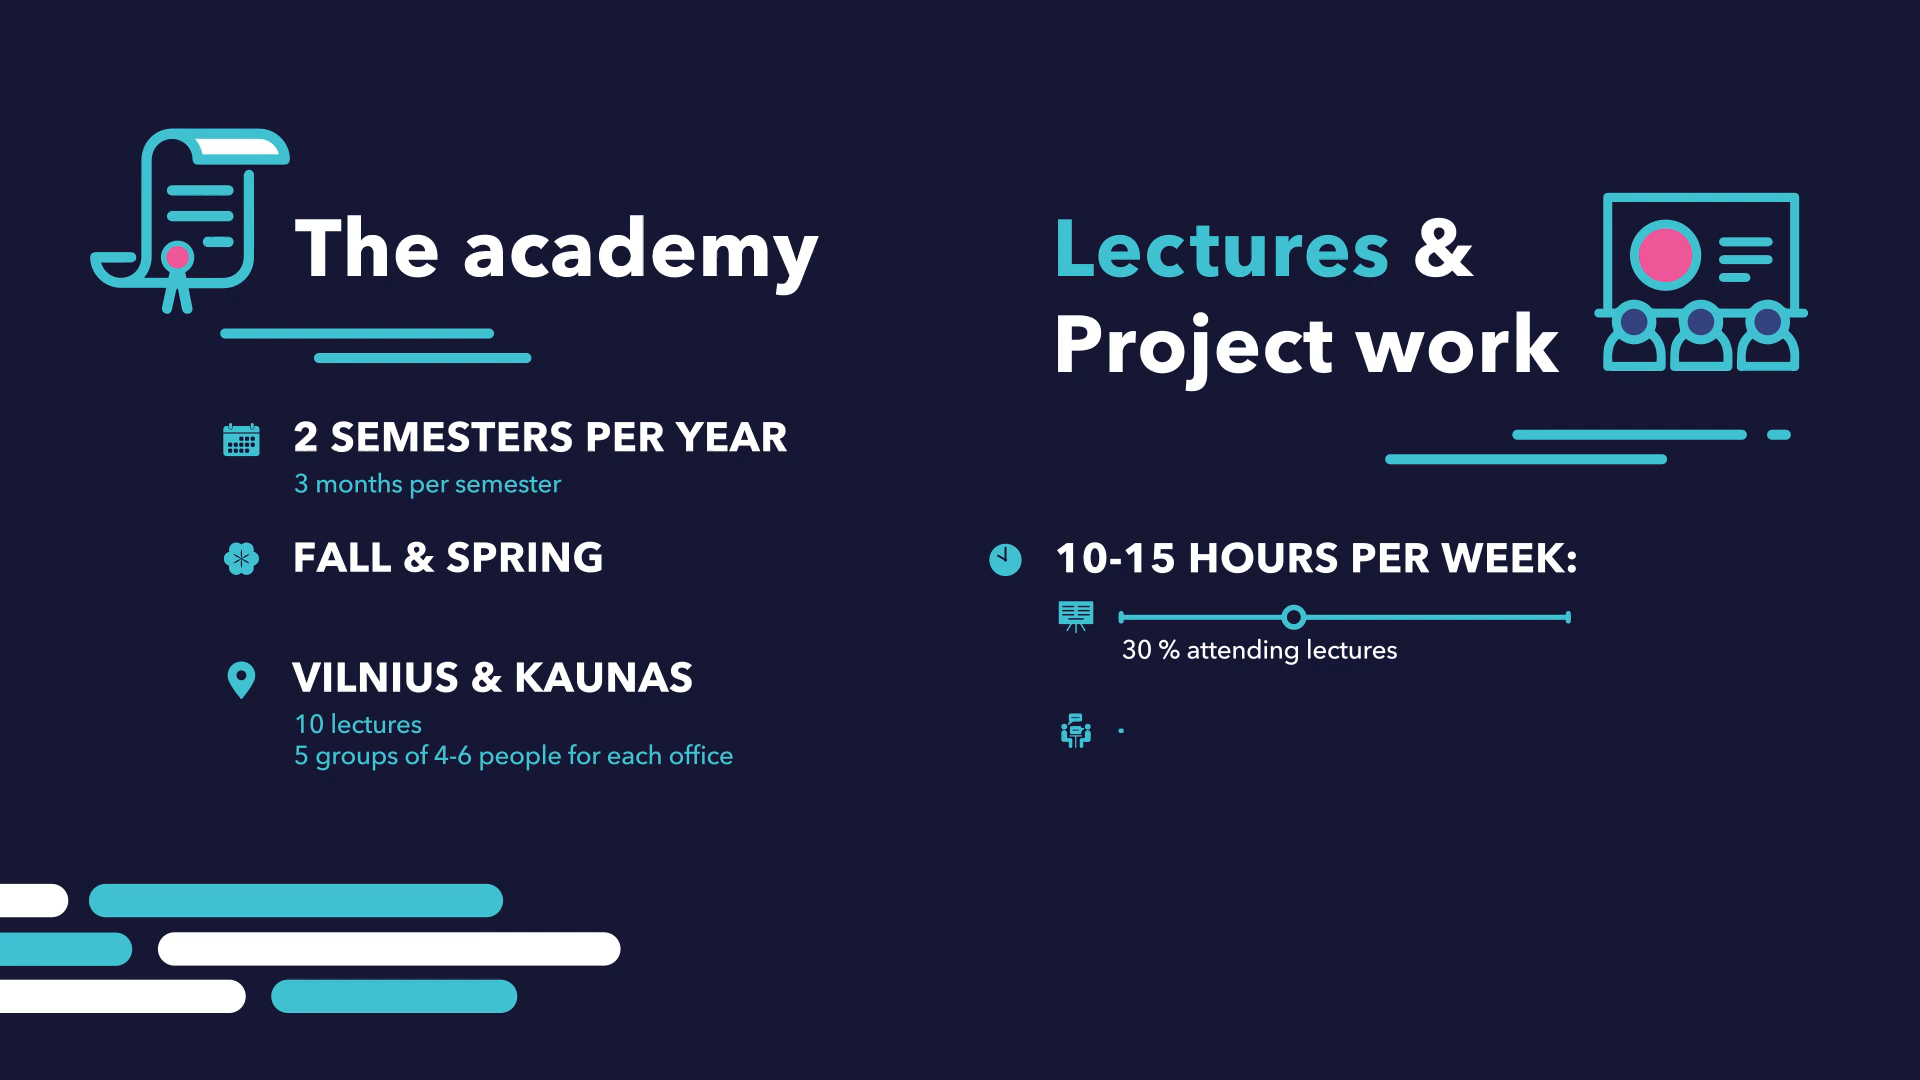 The academy
2 SEMESTERS PER YEAR
3 months per semester
FALL & SPRING
VILNIUS & KAUNAS
10 lectures
5 groups of 4-6 people for each office
Lectures &
Project work
10-15 HOURS PER WEEK:
30 % attending lectures